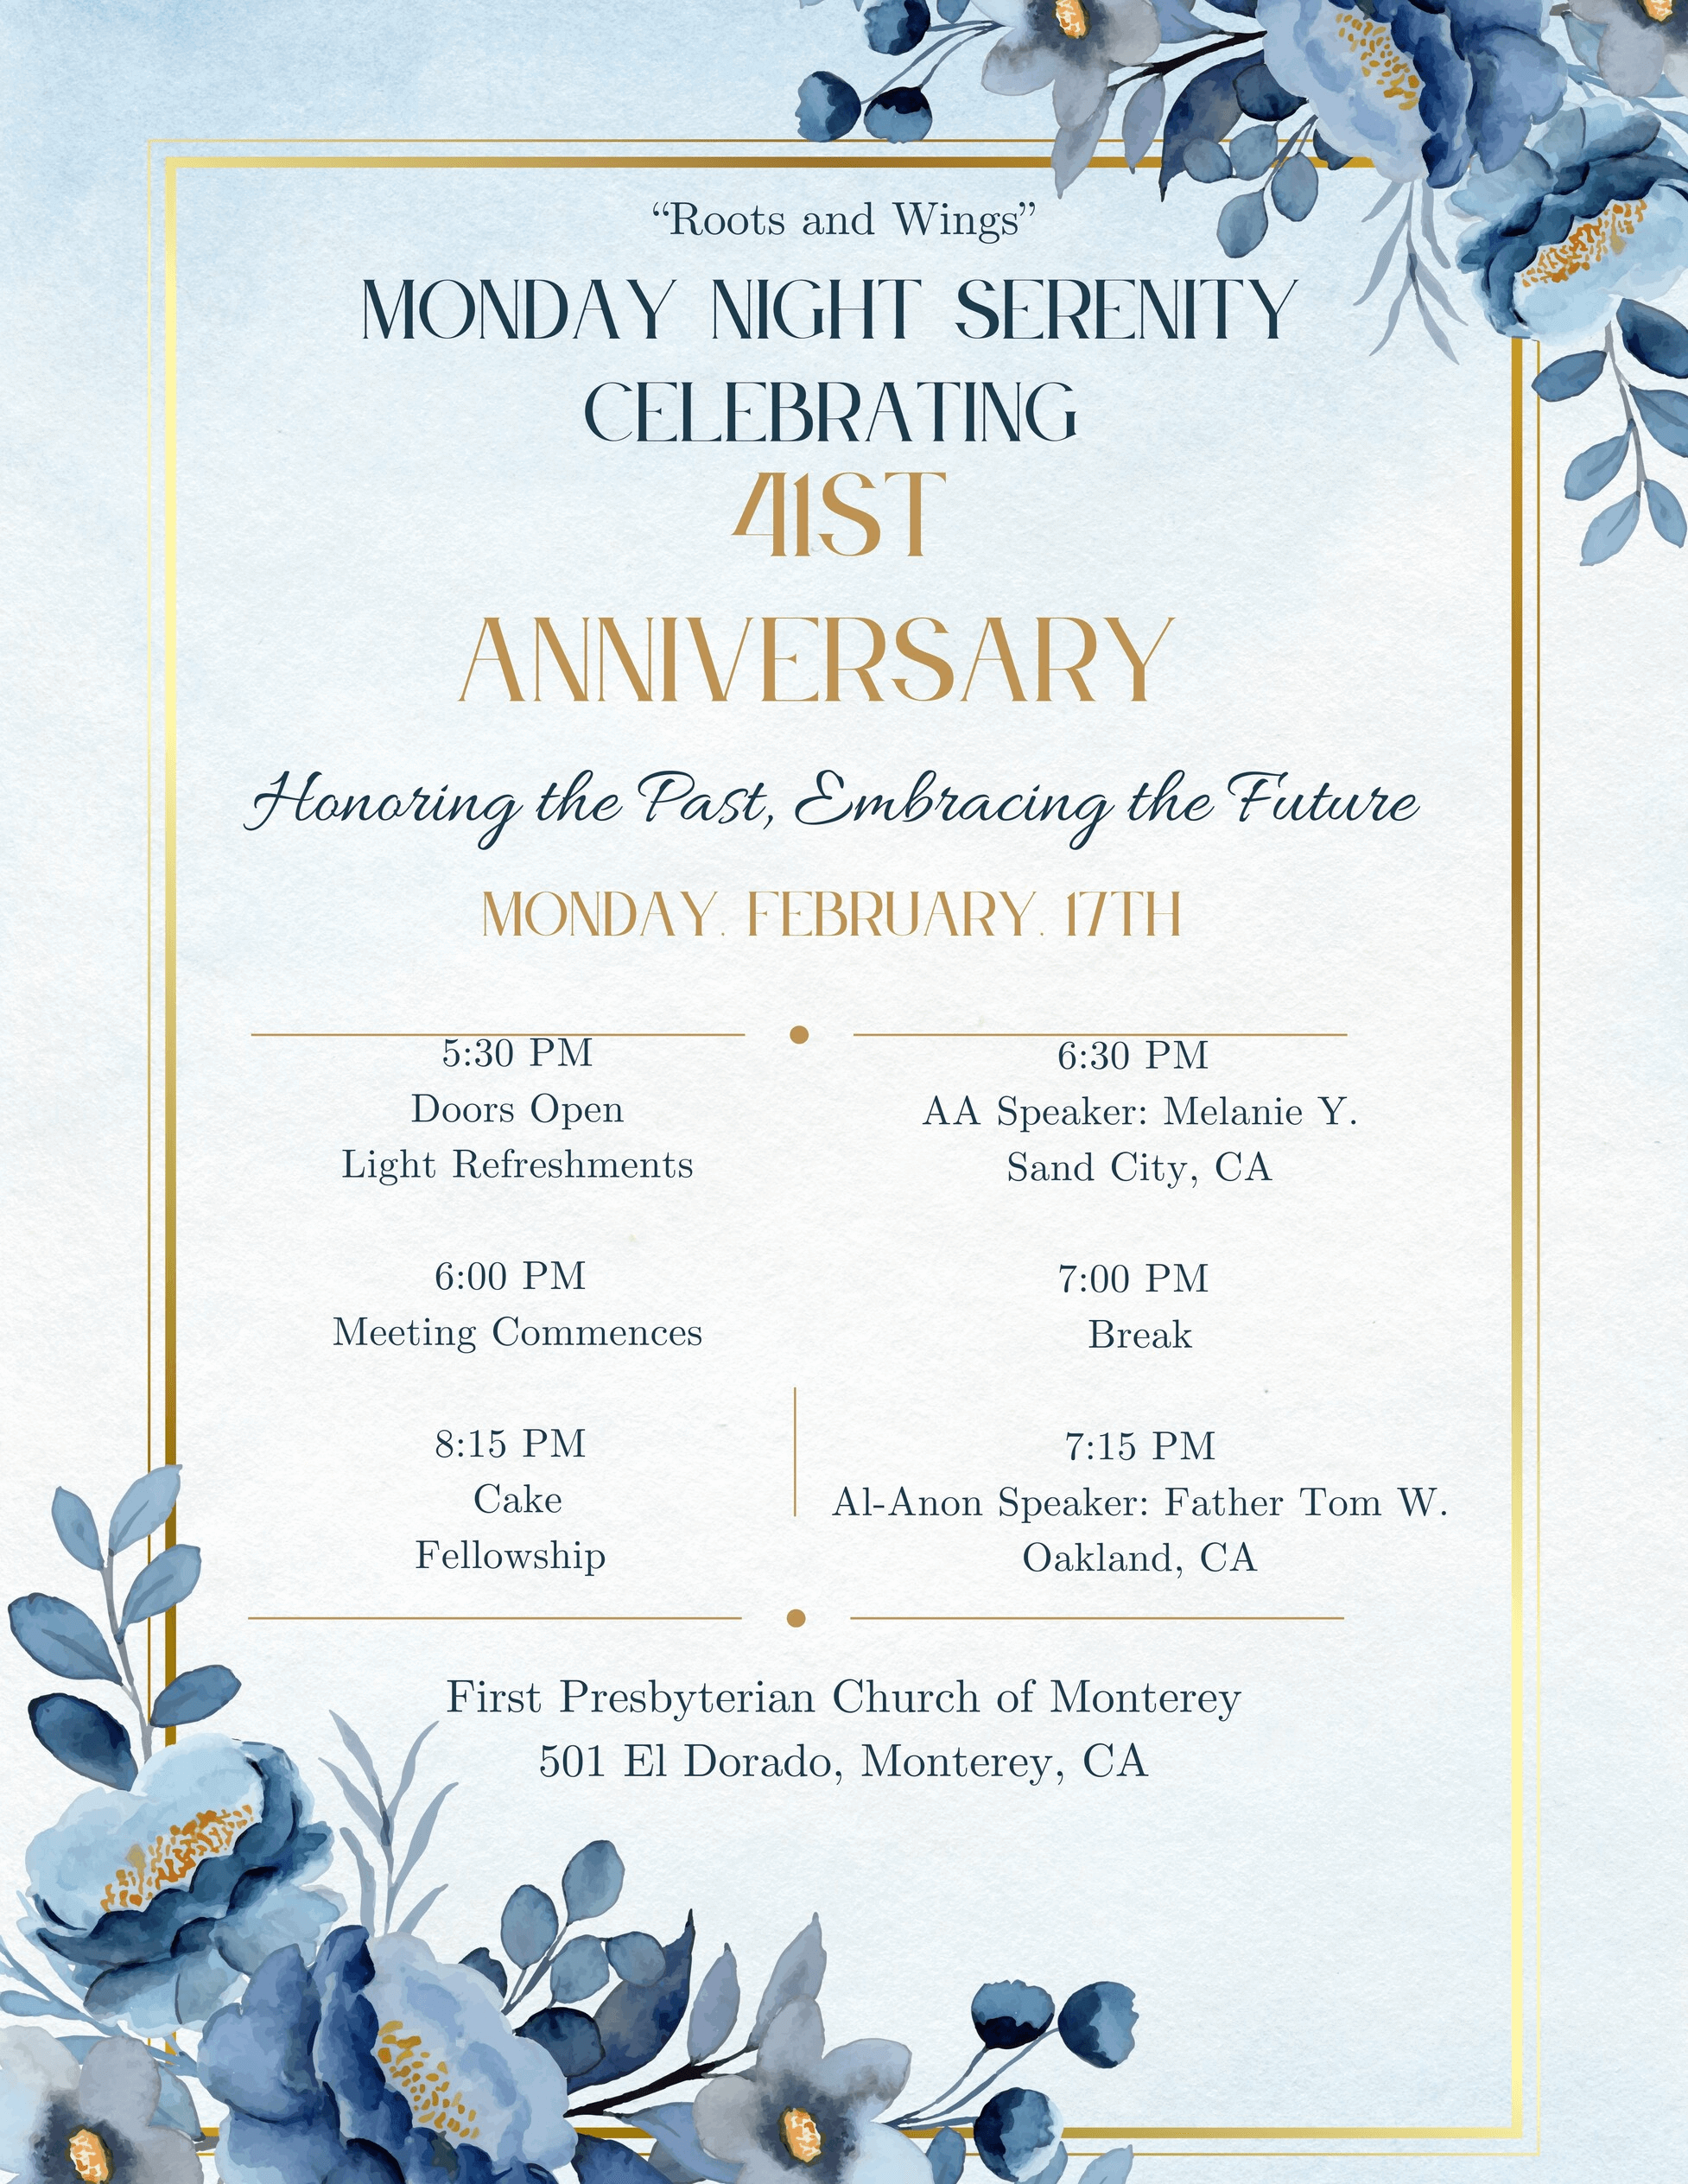 “Roots and Wings”
MONDAY NIGHT SERENITY
CELEBRATING
41ST
ANNIVERSARY
Honoring the Past, Embracing the Future
MONDAY. FEBRUARY. 17TH
5:30 PM
Doors Open
Light Refreshments
6:00 PM
Meeting Commences
8:15 PM
Cake
Fellowship
6:30 PM
AA Speaker: Melanie Y.
Sand City, CA
7:00 PM
Break
7:15 PM
Al-Anon Speaker: Father Tom W.
Oakland, CA
First Presbyterian Church of Monterey
501 El Dorado, Monterey, CA